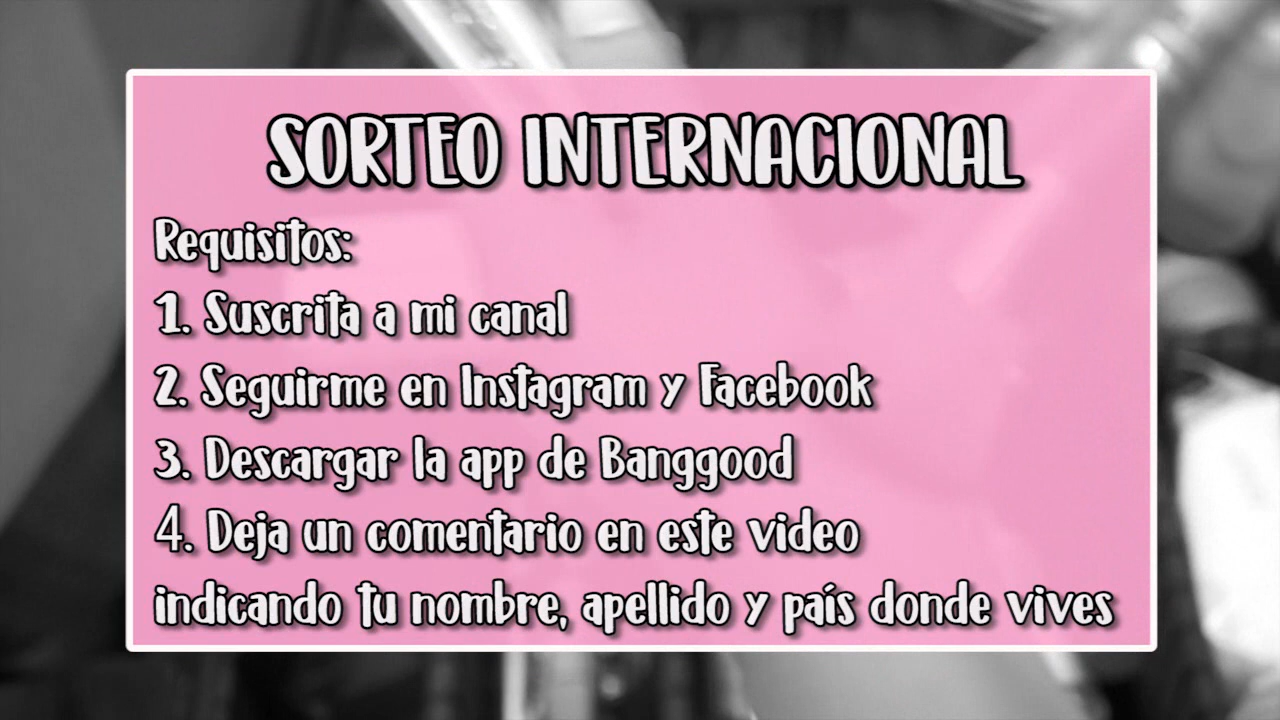 SORTEO INTERNACIONAL
Requisitos:
1. Suscrita a mi canal
2. Seguirme en Instagram y Facebook
3. Descargar la app de Banggood
4. Deja un comentario en este video
indicando tu nombre, apellido y país donde vives